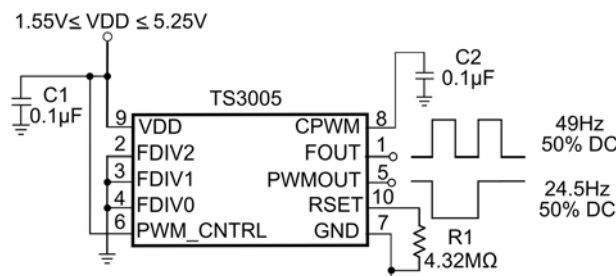 1.55V≤ VDD ≤ 5.25V
C1
0.1µF
TS3005
C2
0.1µF
9 VDD CPWM 8
2 FDIV2 FOUT 1
3 FDIV1 PWMOUT 5
4 FDIV0 RSET 10
6 PWM_CNTRL GND 7
49Hz
50% DC
24.5Hz
50% DC
R1
4.32MΩ